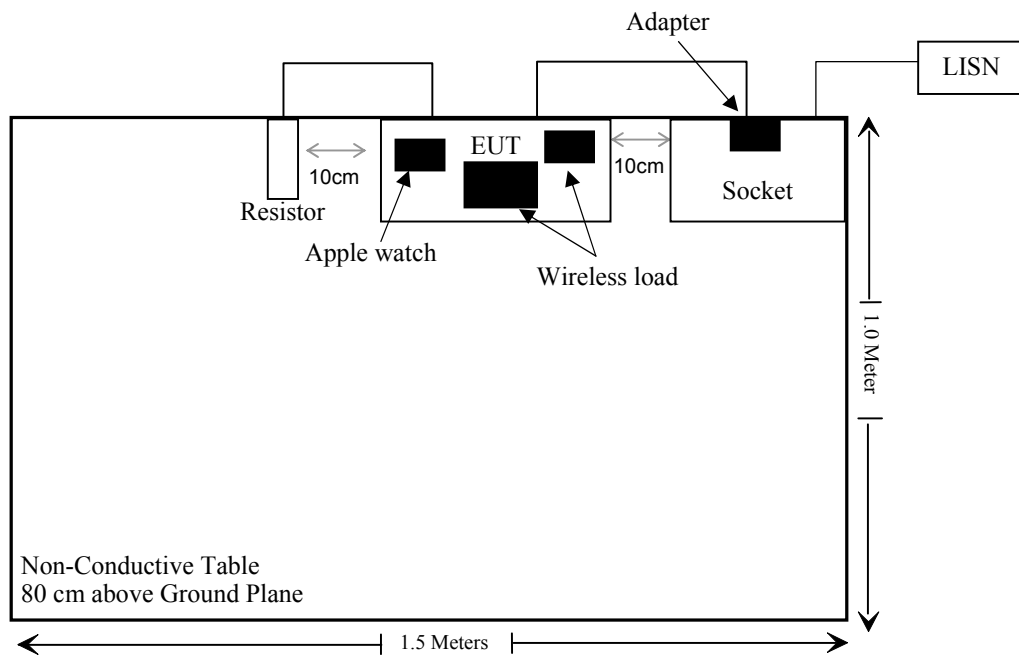 Adapter
LISN
EUT
10cm
10cm
Socket
Resistor
Apple watch
Wireless load
1.0 Meter
Non-Conductive Table
80 cm above Ground Plane
1.5 Meters